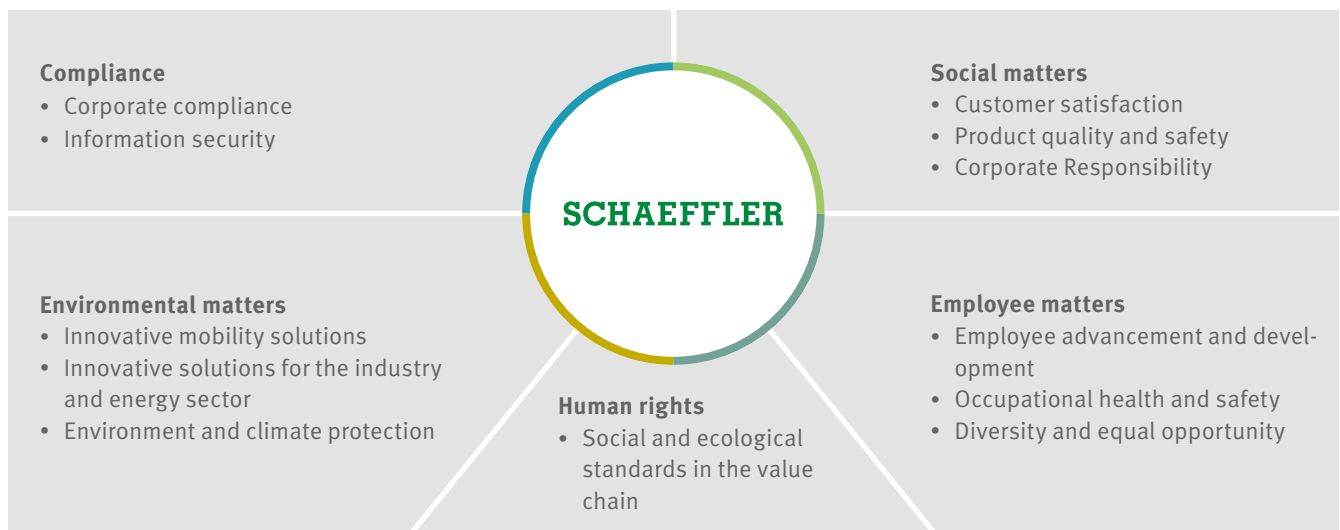 Compliance
• Corporate compliance
• Information security
Social matters
• Customer satisfaction
• Product quality and safety
• Corporate Responsibility
SCHAEFFLER
Environmental matters
• Innovative mobility solutions
• Innovative solutions for the industry
and energy sector
• Environment and climate protection
Human rights
• Social and ecological
standards in the value
chain
Employee matters
• Employee advancement and devel-
opment
• Occupational health and safety
• Diversity and equal opportunity